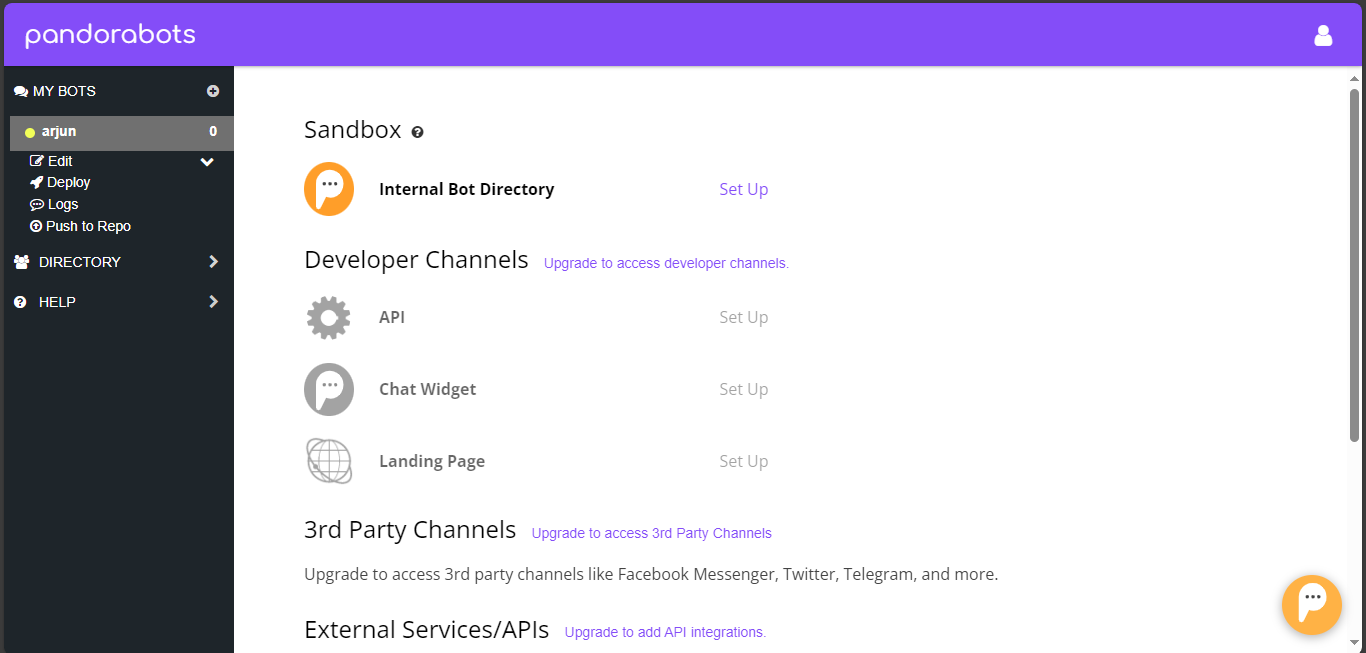 pandorabots
MY BOTS
arjun 0
Edit
Deploy
Logs
Push to Repo
DIRECTORY
HELP
Sandbox
Internal Bot Directory Set Up
Developer Channels Upgrade to access developer channels.
API Set Up
Chat Widget Set Up
Landing Page Set Up
3rd Party Channels Upgrade to access 3rd Party Channels
Upgrade to access 3rd party channels like Facebook Messenger, Twitter, Telegram, and more.
External Services/APIs Upgrade to add API integrations.